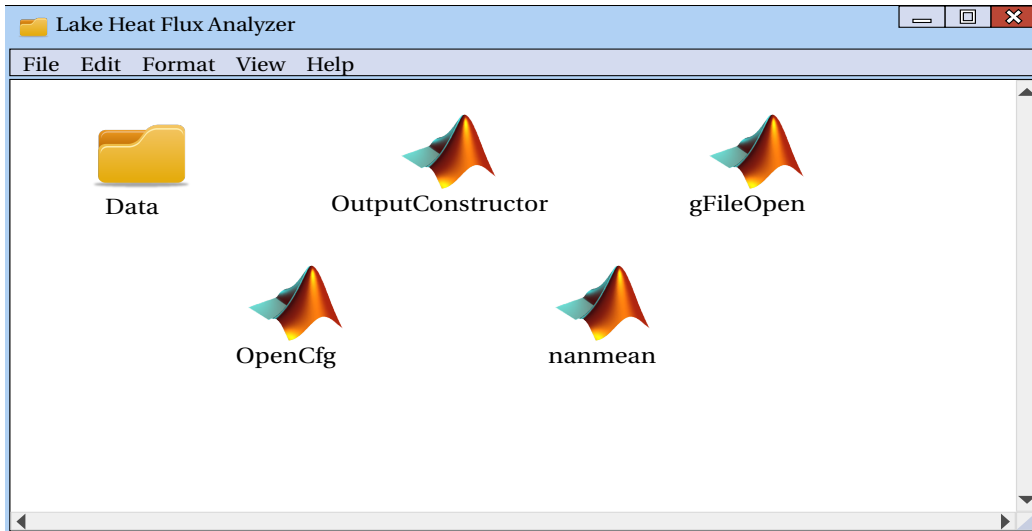 Lake Heat Flux Analyzer
File Edit Format View Help
Data
OutputConstructor
gFileOpen
OpenCfg
nanmean